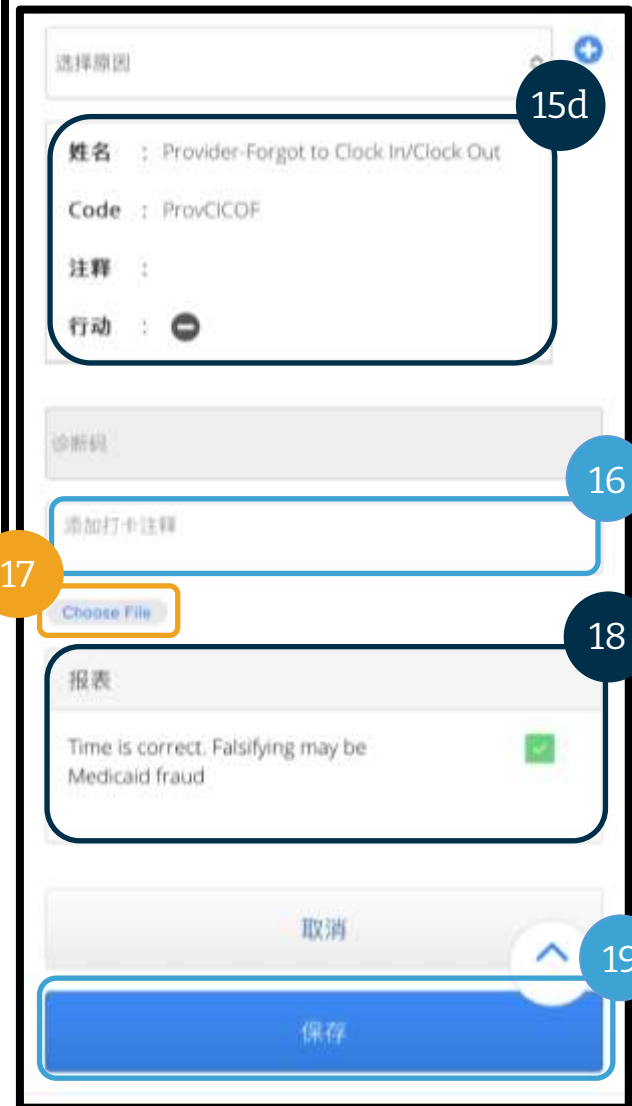 选择原因
15d
姓名 : Provider-Forgot to Clock In/Clock Out
Code : ProvCICOF
注释 :
行动 :
诊断码
16
添加打卡注释
17
Choose File
18
报表
Time is correct. Falsifying may be
Medicaid fraud
取消
19
保存